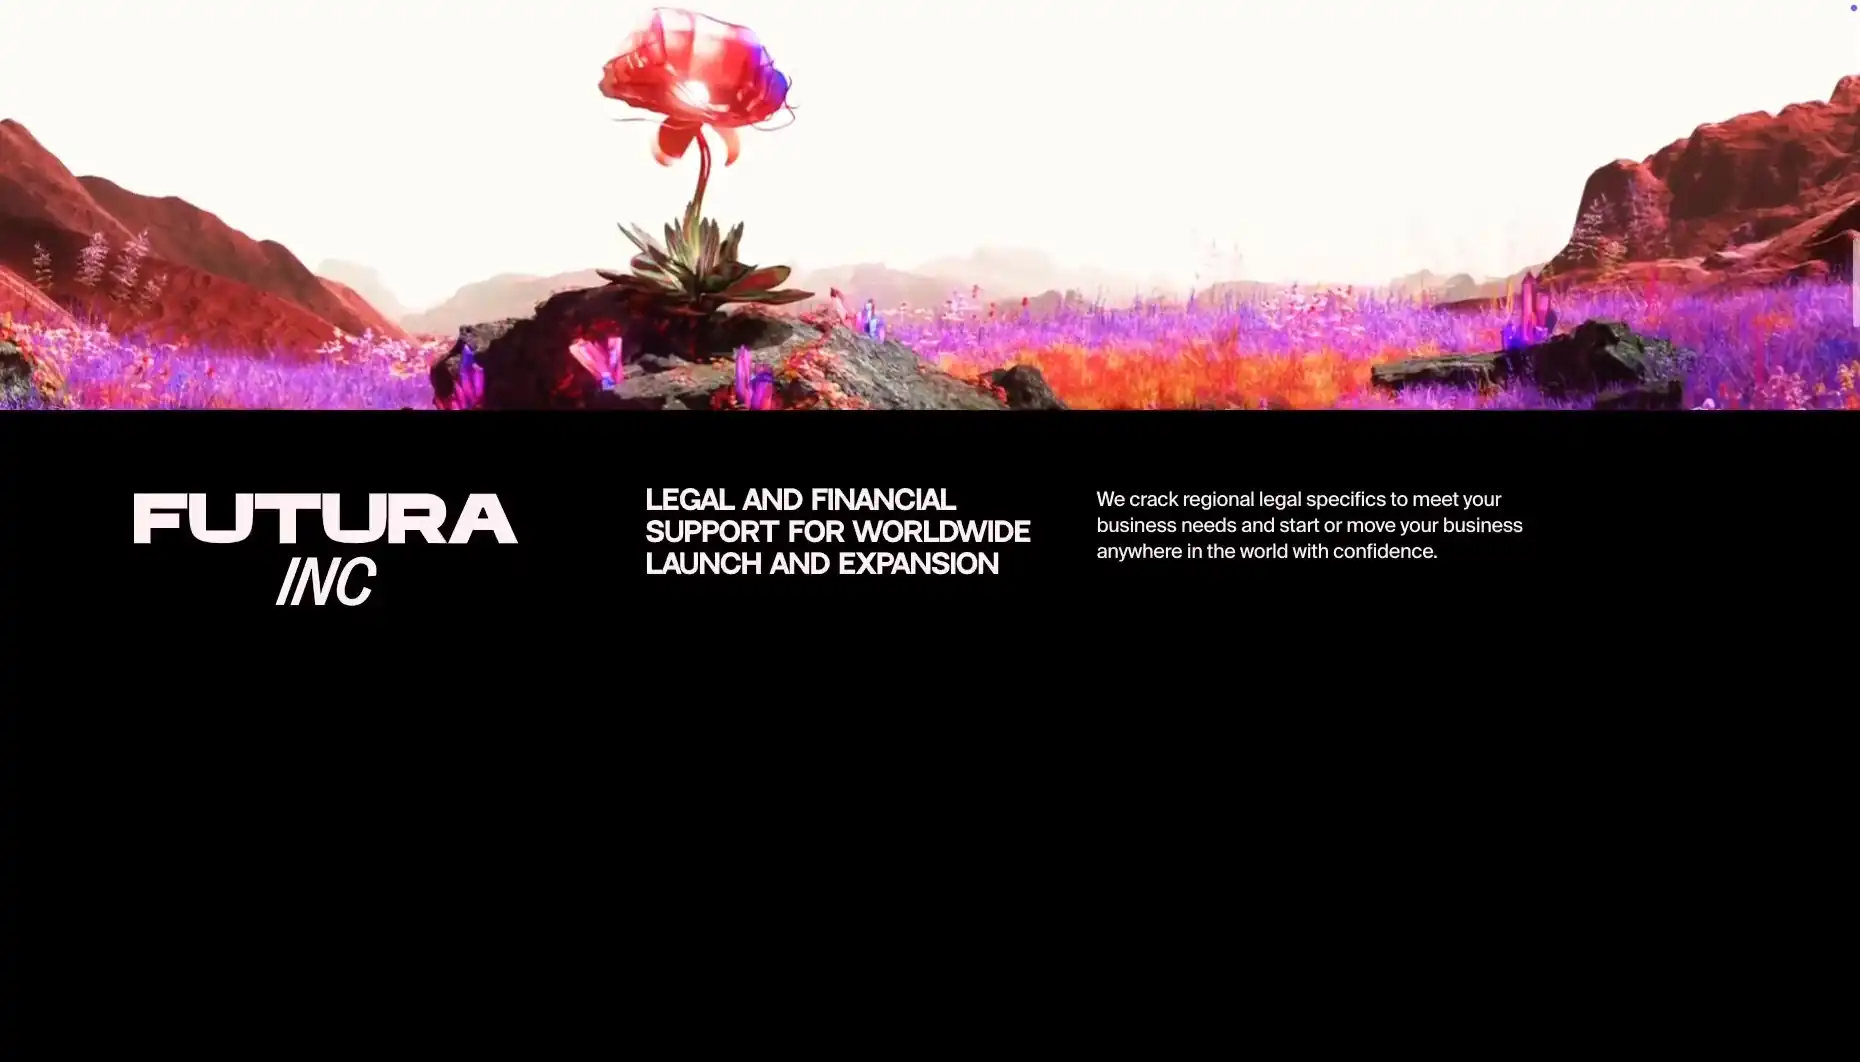 FUTURA
INC
LEGAL AND FINANCIAL
SUPPORT FOR WORLDWIDE
LAUNCH AND EXPANSION
We crack regional legal specifics to meet your
business needs and start or move your business
anywhere in the world with confidence.